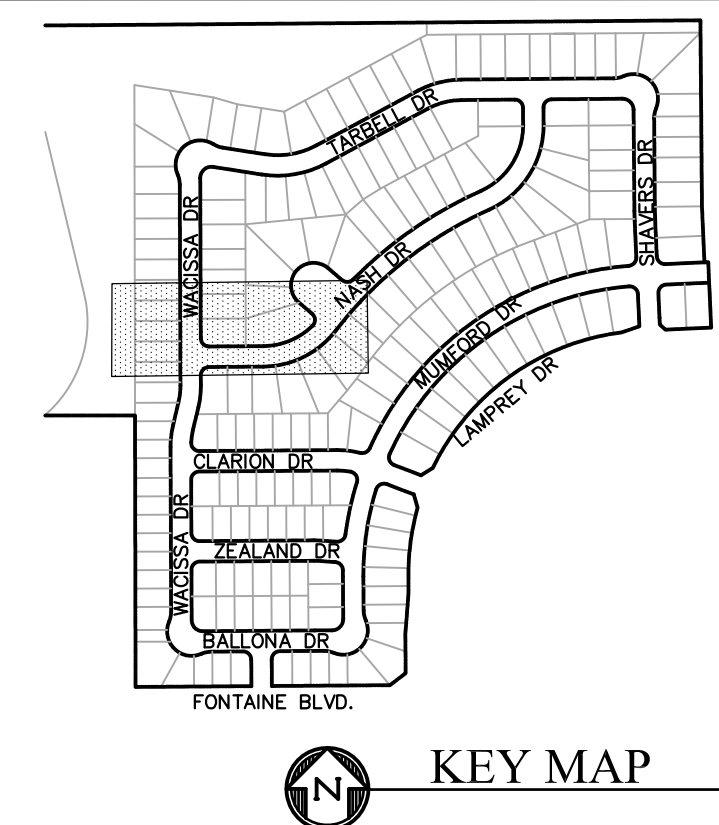 TARBELL DR
SHAVERS DR
WACISSA DR
NASH DR
MUMFORD DR
LAMPREY DR
CLARION DR
WACISSA DR
ZEALAND DR
BALLONA DR
FONTAINE BLVD.
N
KEY MAP